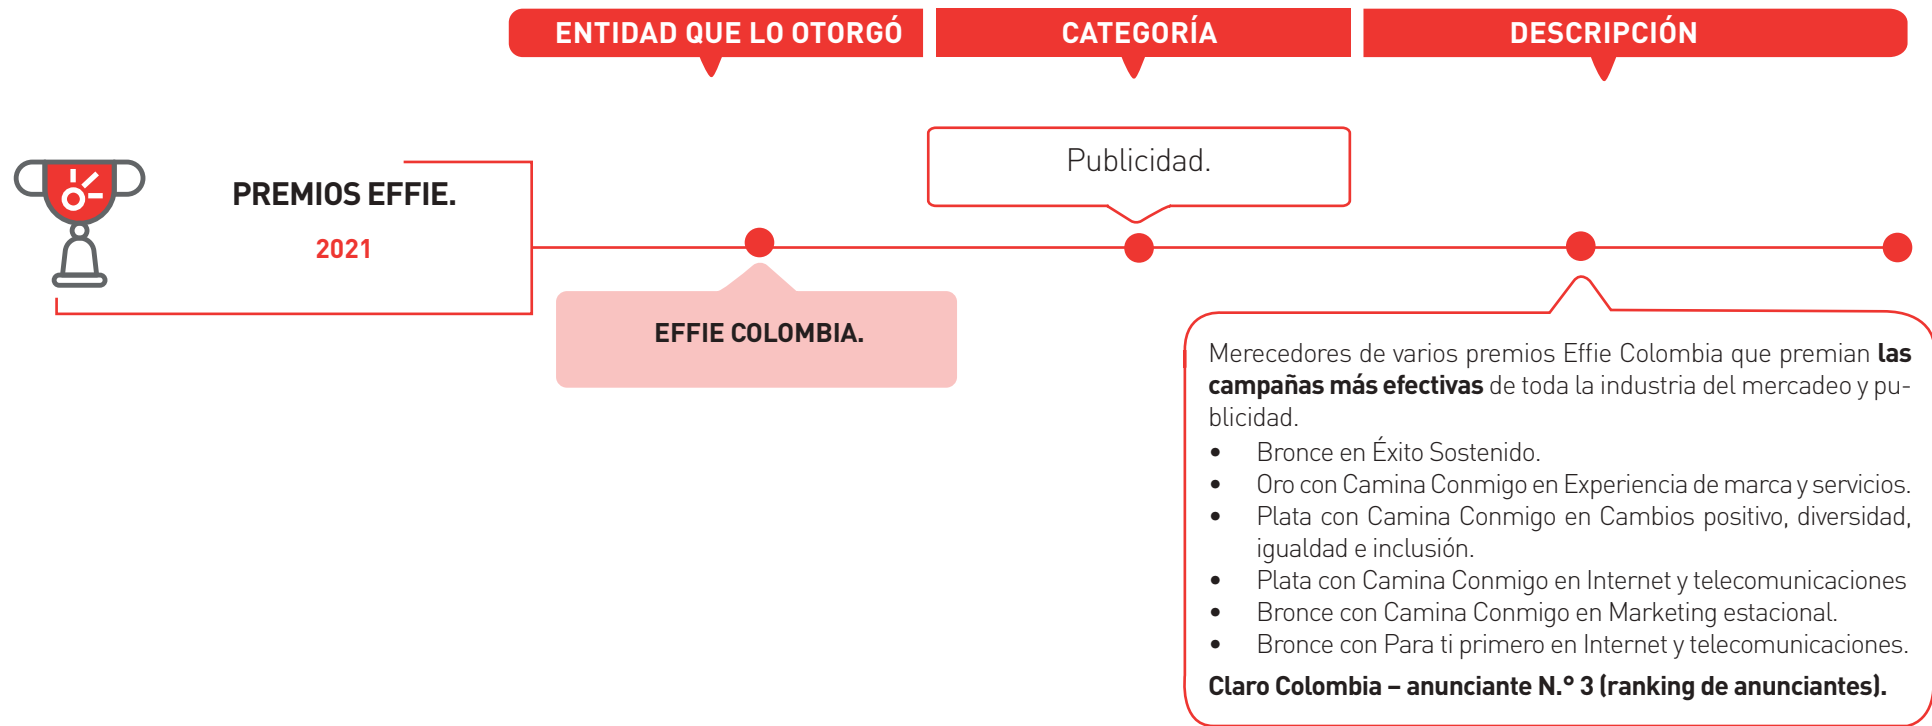 ENTIDAD QUE LO OTORGÓ
CATEGORÍA
DESCRIPCIÓN
PREMIOS EFFIE.
2021
EFFIE COLOMBIA.
Publicidad.
Merecedores de varios premios Effie Colombia que premian las
campañas más efectivas de toda la industria del mercadeo y pu-
blicidad.
• Bronce en Éxito Sostenido.
• Oro con Camina Conmigo en Experiencia de marca y servicios.
• Plata con Camina Conmigo en Cambios positivo, diversidad,
igualdad e inclusión.
• Plata con Camina Conmigo en Internet y telecomunicaciones
• Bronce con Camina Conmigo en Marketing estacional.
• Bronce con Para ti primero en Internet y telecomunicaciones.
Claro Colombia – anunciante N.° 3 (ranking de anunciantes).